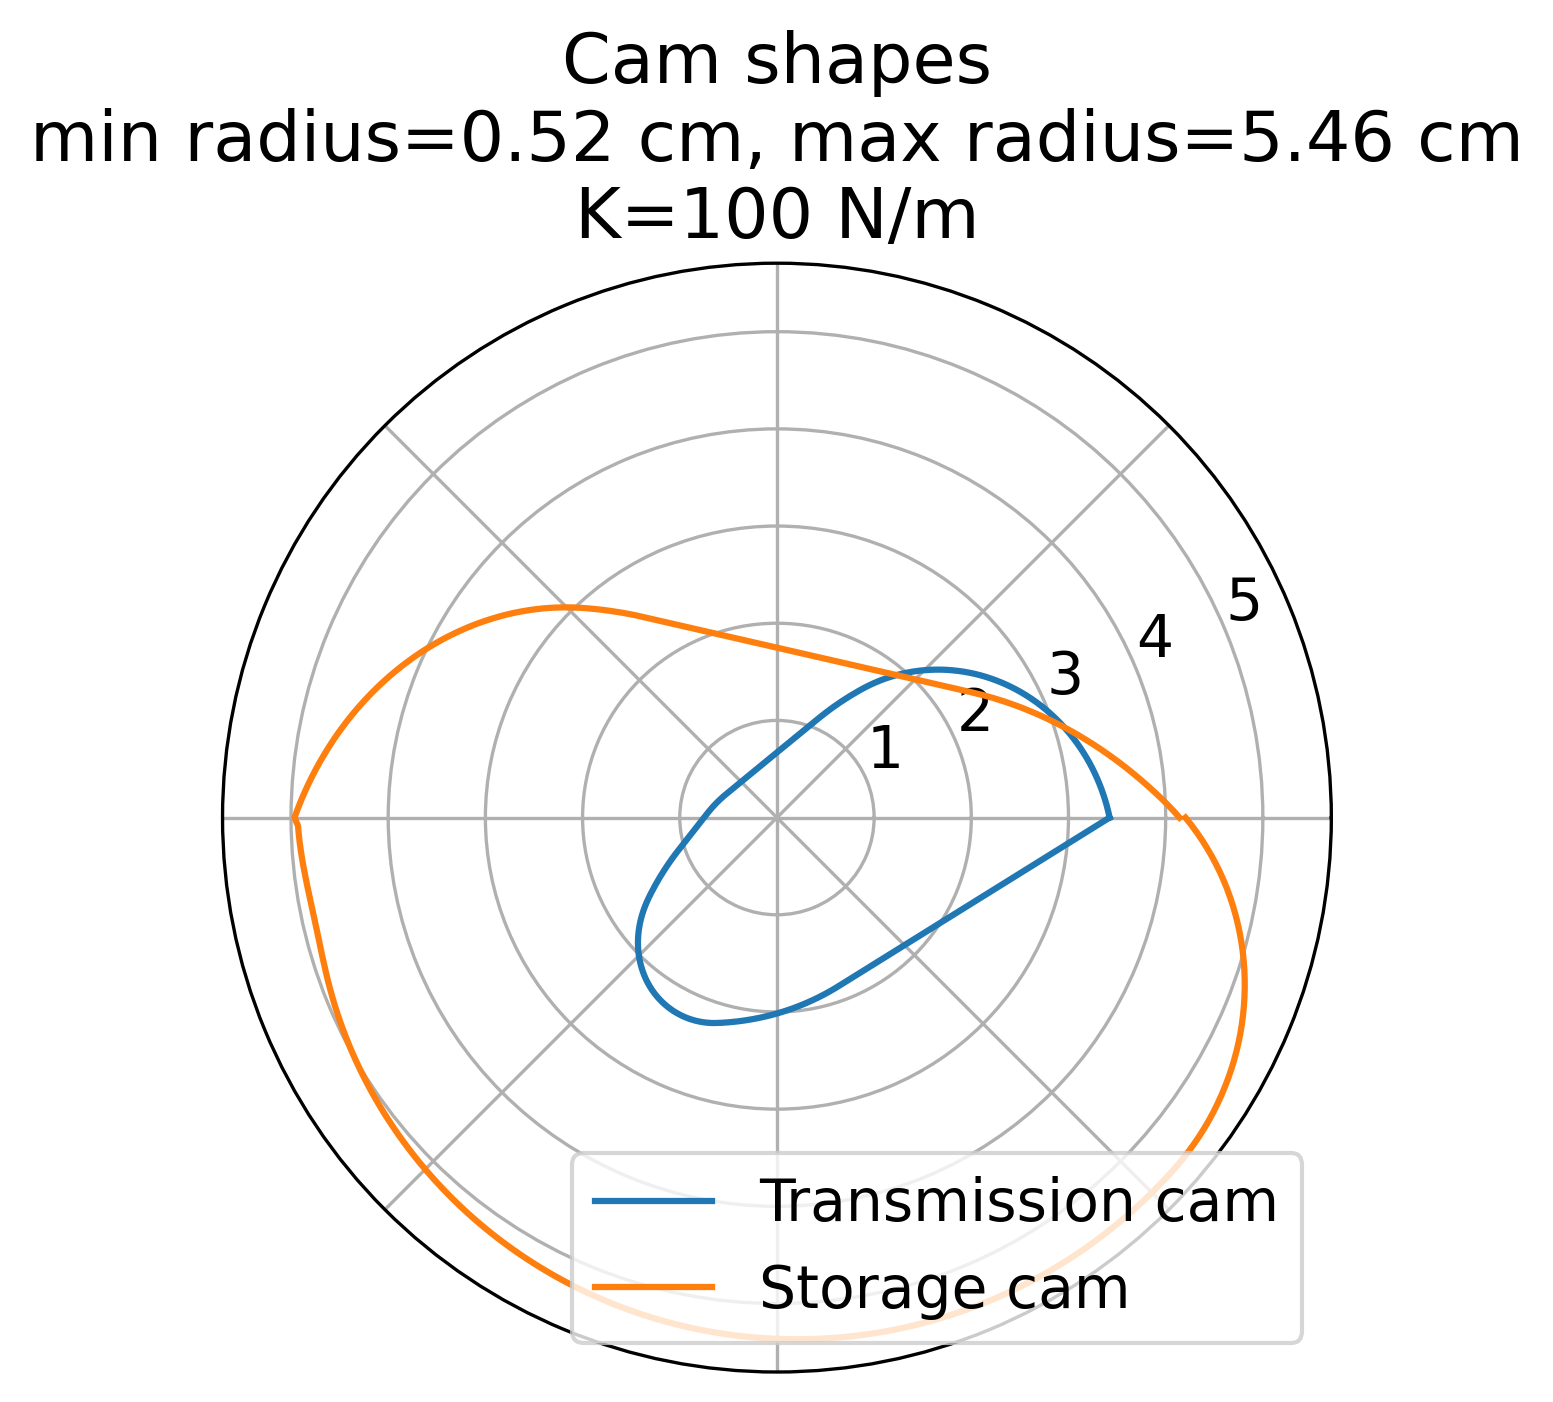 Cam shapes
min radius=0.52 cm, max radius=5.46 cm
K=100 N/m
5
4
3
2
1
Transmission cam
Storage cam